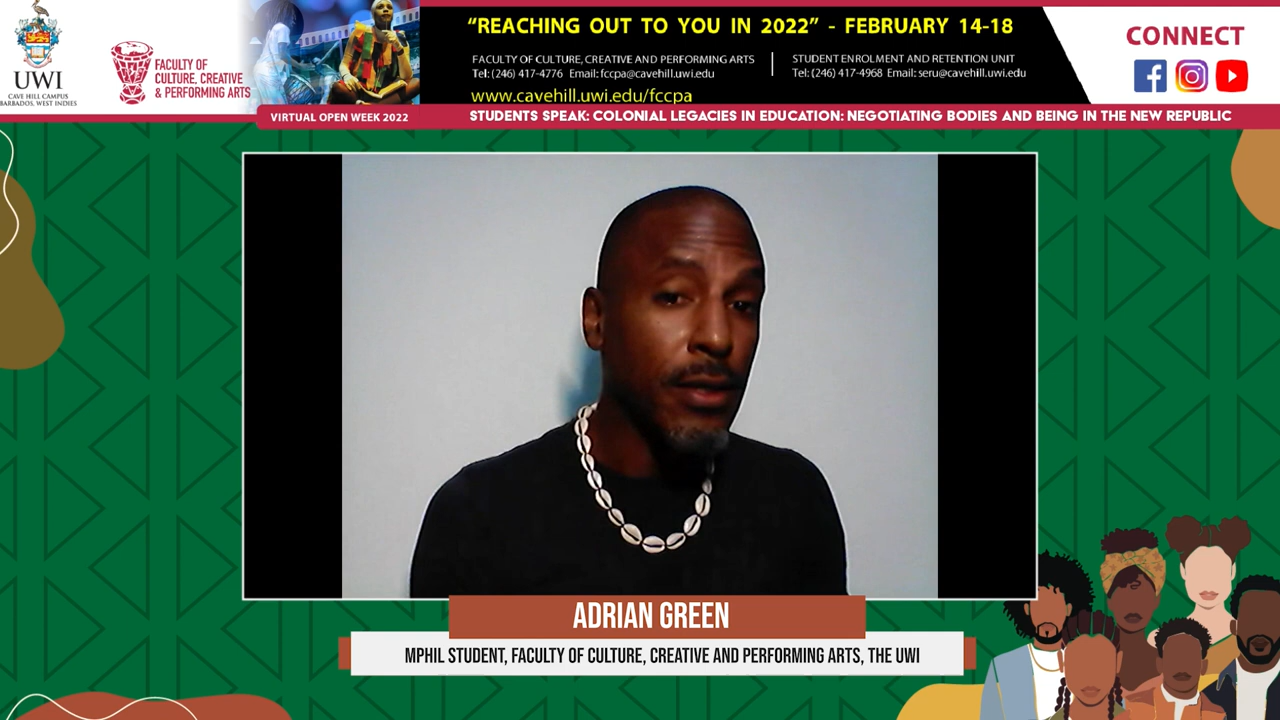 UWI
CAVE HILL CAMPUS
BARBADOS, WEST INDIES
FACULTY OF
CULTURE, CREATIVE
& PERFORMING ARTS
“REACHING OUT TO YOU IN 2022” - FEBRUARY 14-18
FACULTY OF CULTURE, CREATIVE AND PERFORMING ARTS
Tel: (246) 417-4776 Email: fccpa@cavehill.uwi.edu
STUDENT ENROLMENT AND RETENTION UNIT
Tel: (246) 417-4968 Email: seru@cavehill.uwi.edu
www.cavehill.uwi.edu/fccpa
CONNECT
VIRTUAL OPEN WEEK 2022
STUDENTS SPEAK: COLONIAL LEGACIES IN EDUCATION: NEGOTIATING BODIES AND BEING IN THE NEW REPUBLIC
ADRIAN GREEN
MPHIL STUDENT, FACULTY OF CULTURE, CREATIVE AND PERFORMING ARTS, THE UWI